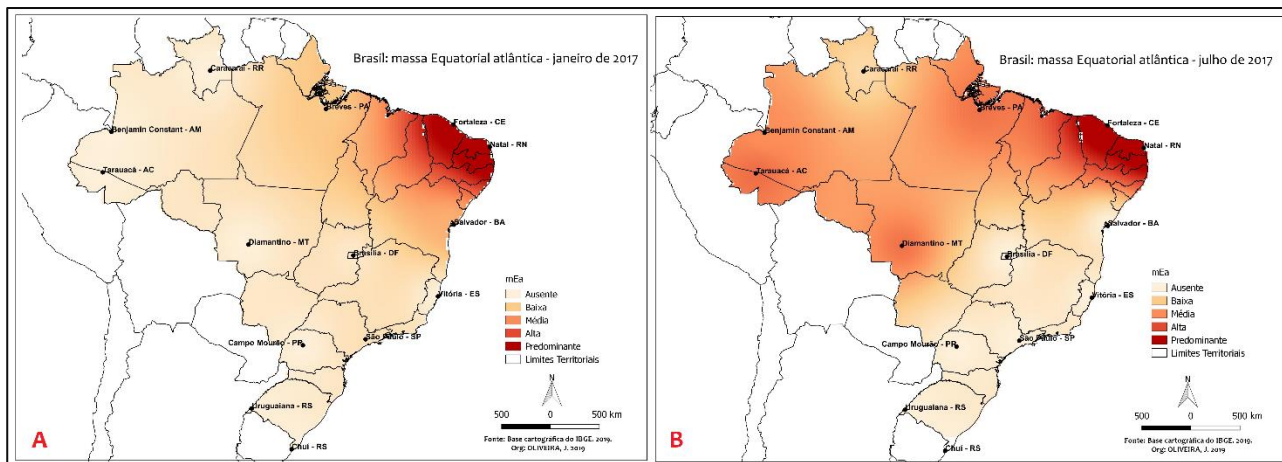 Brasil: massa Equatorial atlântica - janeiro de 2017
Caracaraí - RR
Breves - PA
Fortaleza - CE
Benjamin Constant - AM
Natal - RN
Tarauacá - AC
Salvador - BA
Diamantino - MT
Brasília - DF
Vitória - ES
São Paulo - SP
Campo Mourão - PR
Uruguaiana - RS
Chuí - RS
mEa
Ausente
Baixa
Média
Alta
Predominante
Limites Territoriais
N
500 0 500 km
Fonte: Base cartográfica do IBGE. 2019.
Org: OLIVEIRA, J. 2019
A
Brasil: massa Equatorial atlântica - julho de 2017
Caracaraí - RR
Breves - PA
Fortaleza - CE
Benjamin Constant - AM
Natal - RN
Tarauacá - AC
Salvador - BA
Diamantino - MT
Brasília - DF
Vitória - ES
São Paulo - SP
Campo Mourão - PR
Uruguaiana - RS
Chuí - RS
mEa
Ausente
Baixa
Média
Alta
Predominante
Limites Territoriais
N
500 0 500 km
Fonte: Base cartográfica do IBGE. 2019.
Org: OLIVEIRA, J. 2019
B